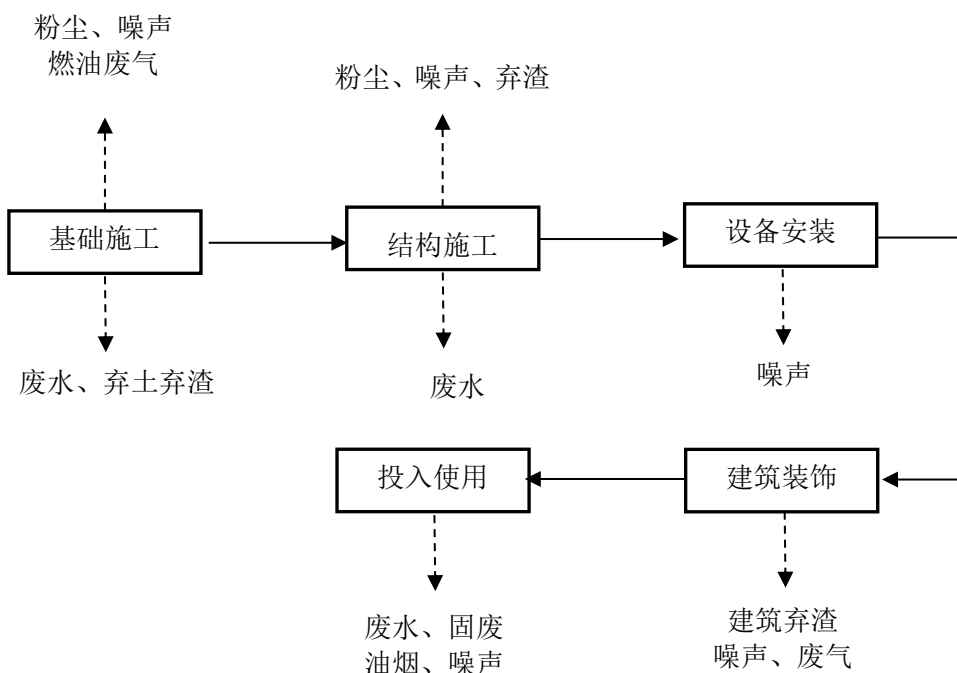 粉尘、噪声
燃油废气
粉尘、噪声、弃渣
基础施工
结构施工
设备安装
废水、弃土弃渣
废水
噪声
投入使用
建筑装饰
废水、固废
油烟、噪声
建筑弃渣
噪声、废气